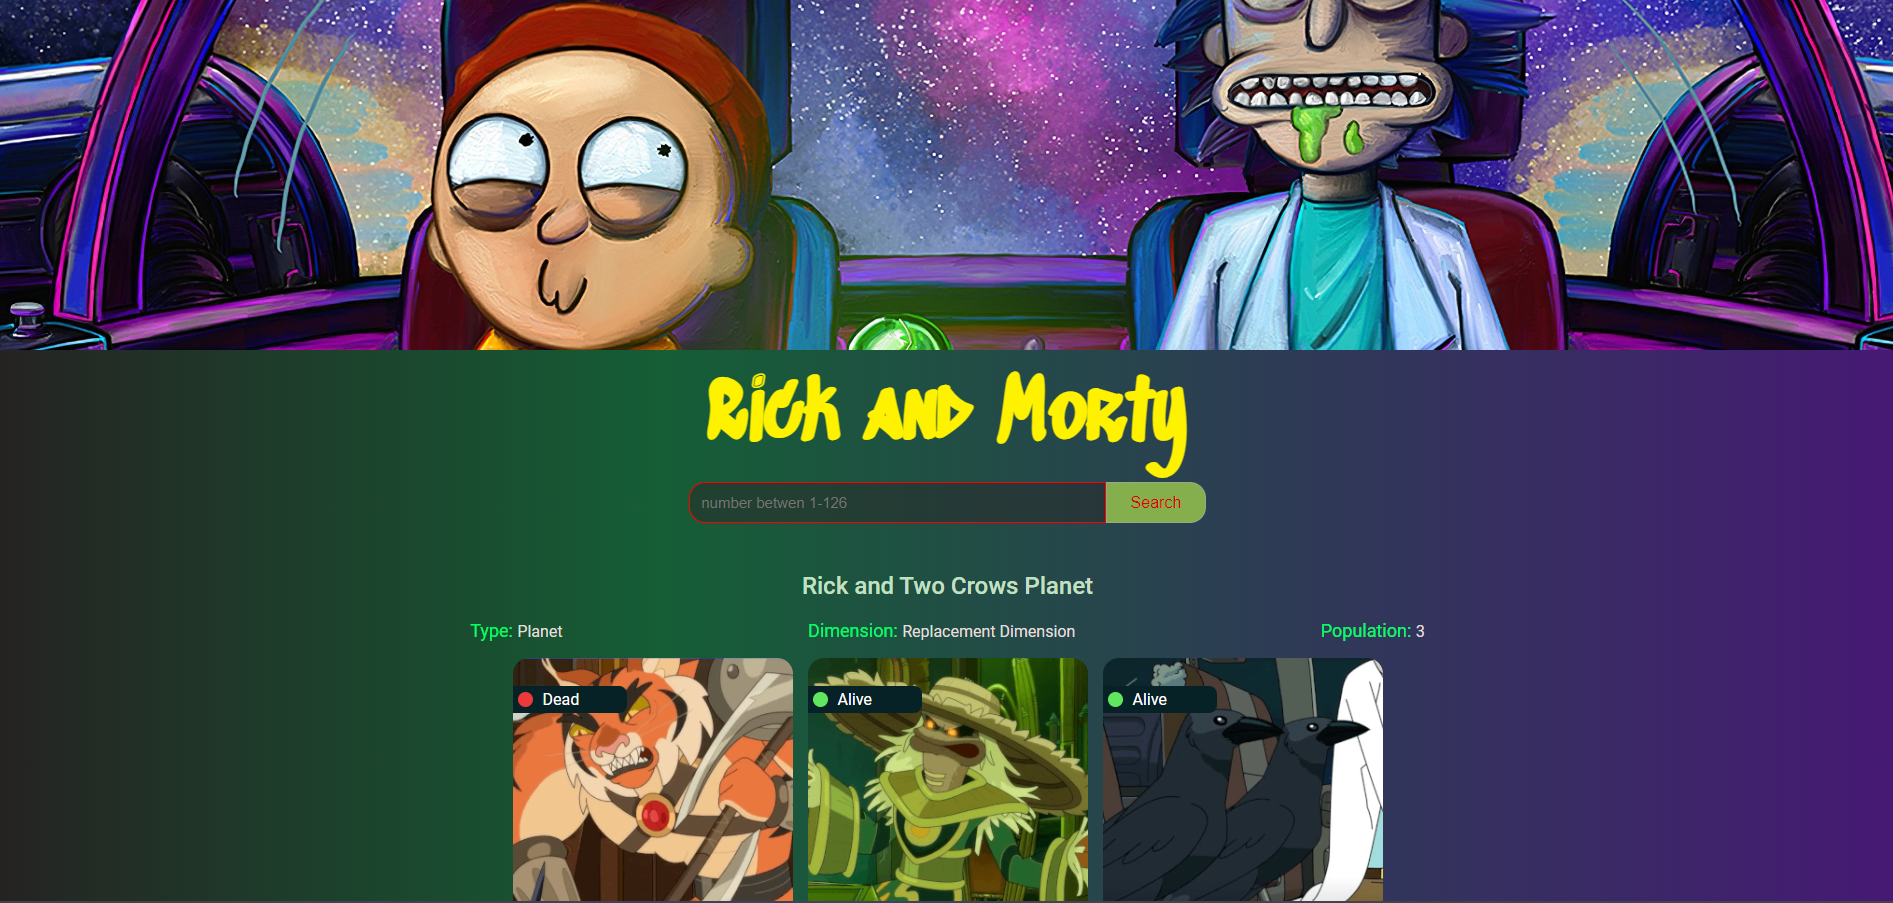 Rick and Morty
number betwen 1-126
Search
Rick and Two Crows Planet
Type: Planet
Dimension: Replacement Dimension
Population: 3
Dead
Alive
Alive